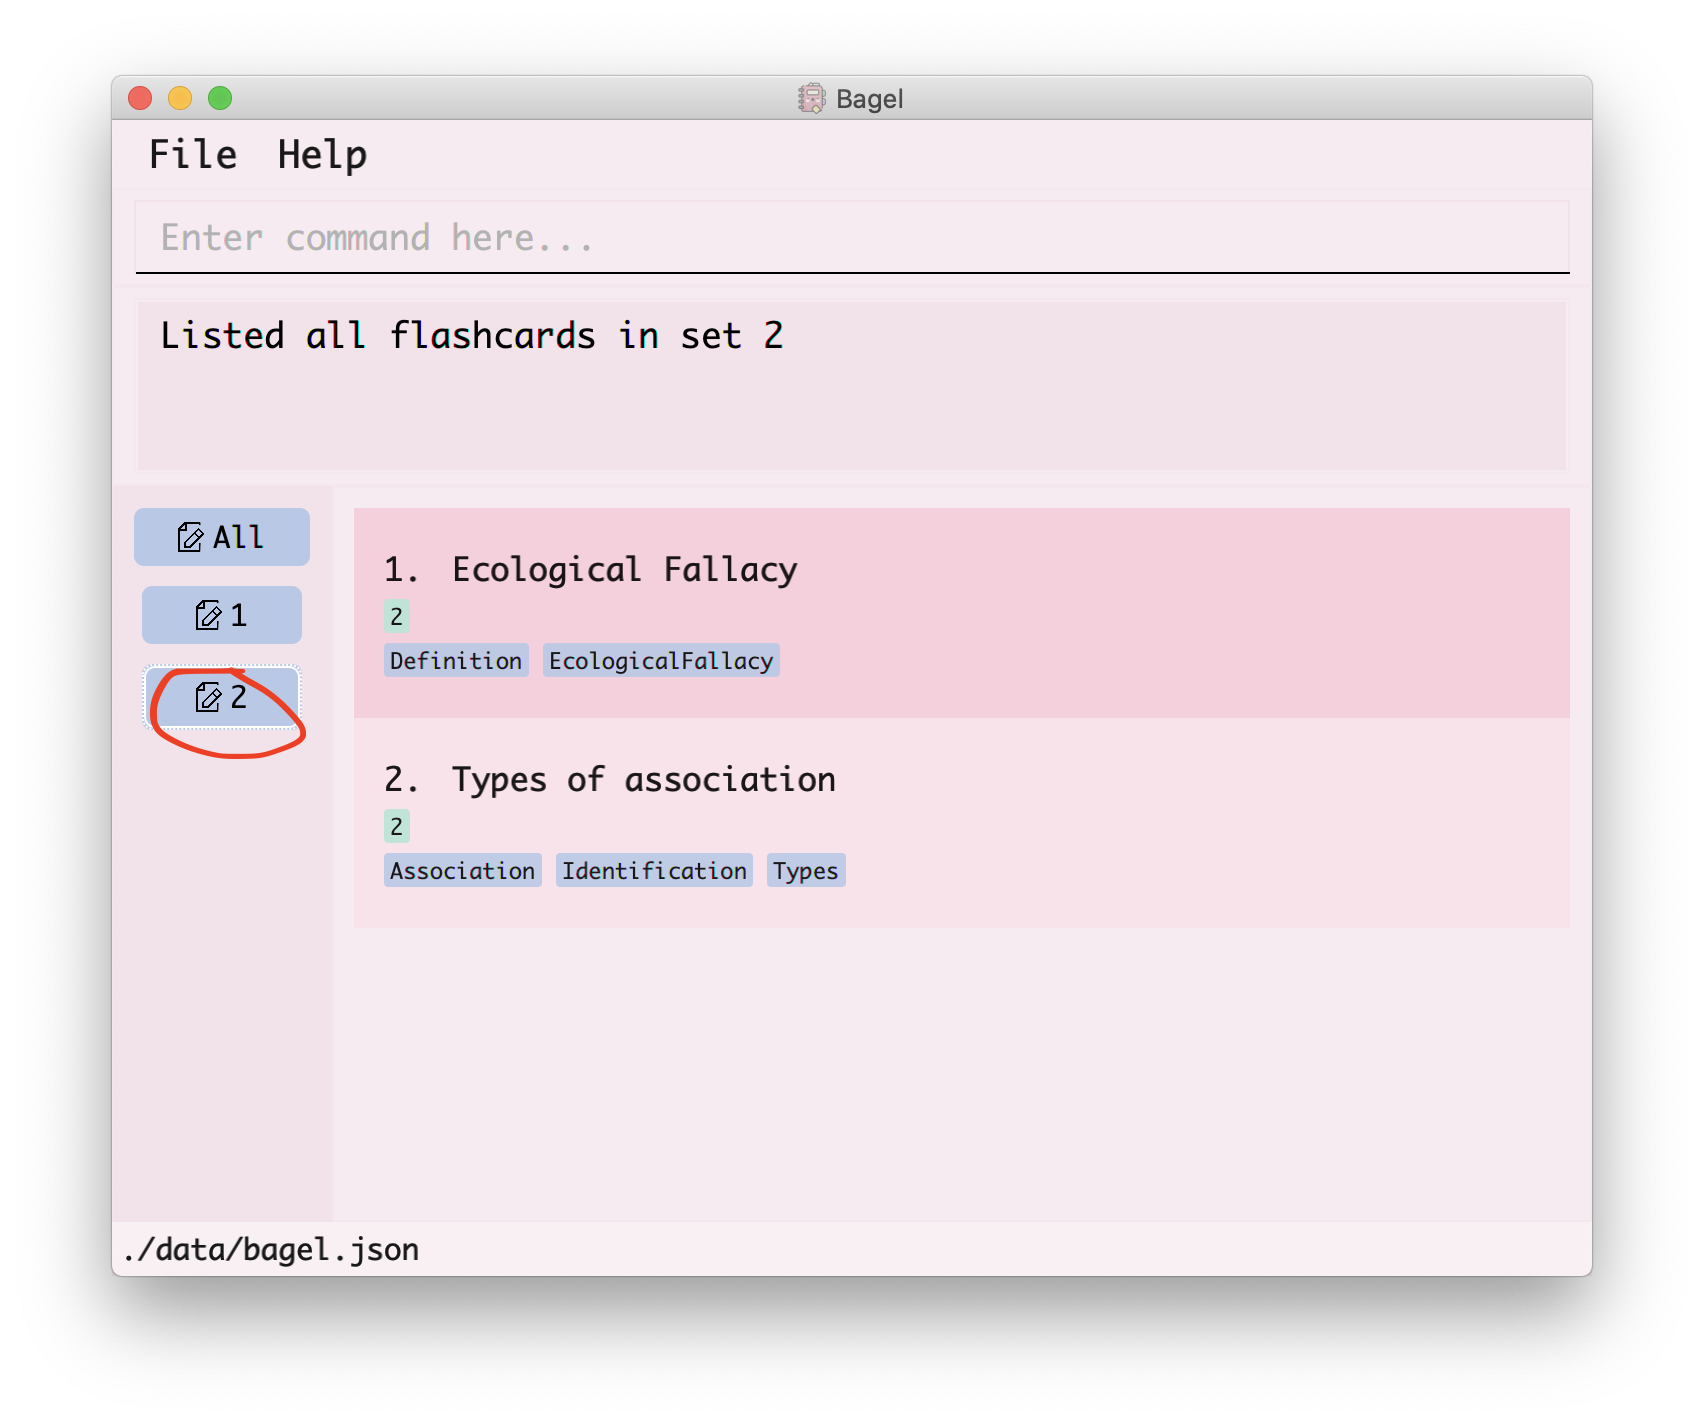 Bagel
File Help
Enter command here...
Listed all flashcards in set 2
All
1
2
1. Ecological Fallacy
2
Definition EcologicalFallacy
2. Types of association
2
Association Identification Types
./data/bagel.json